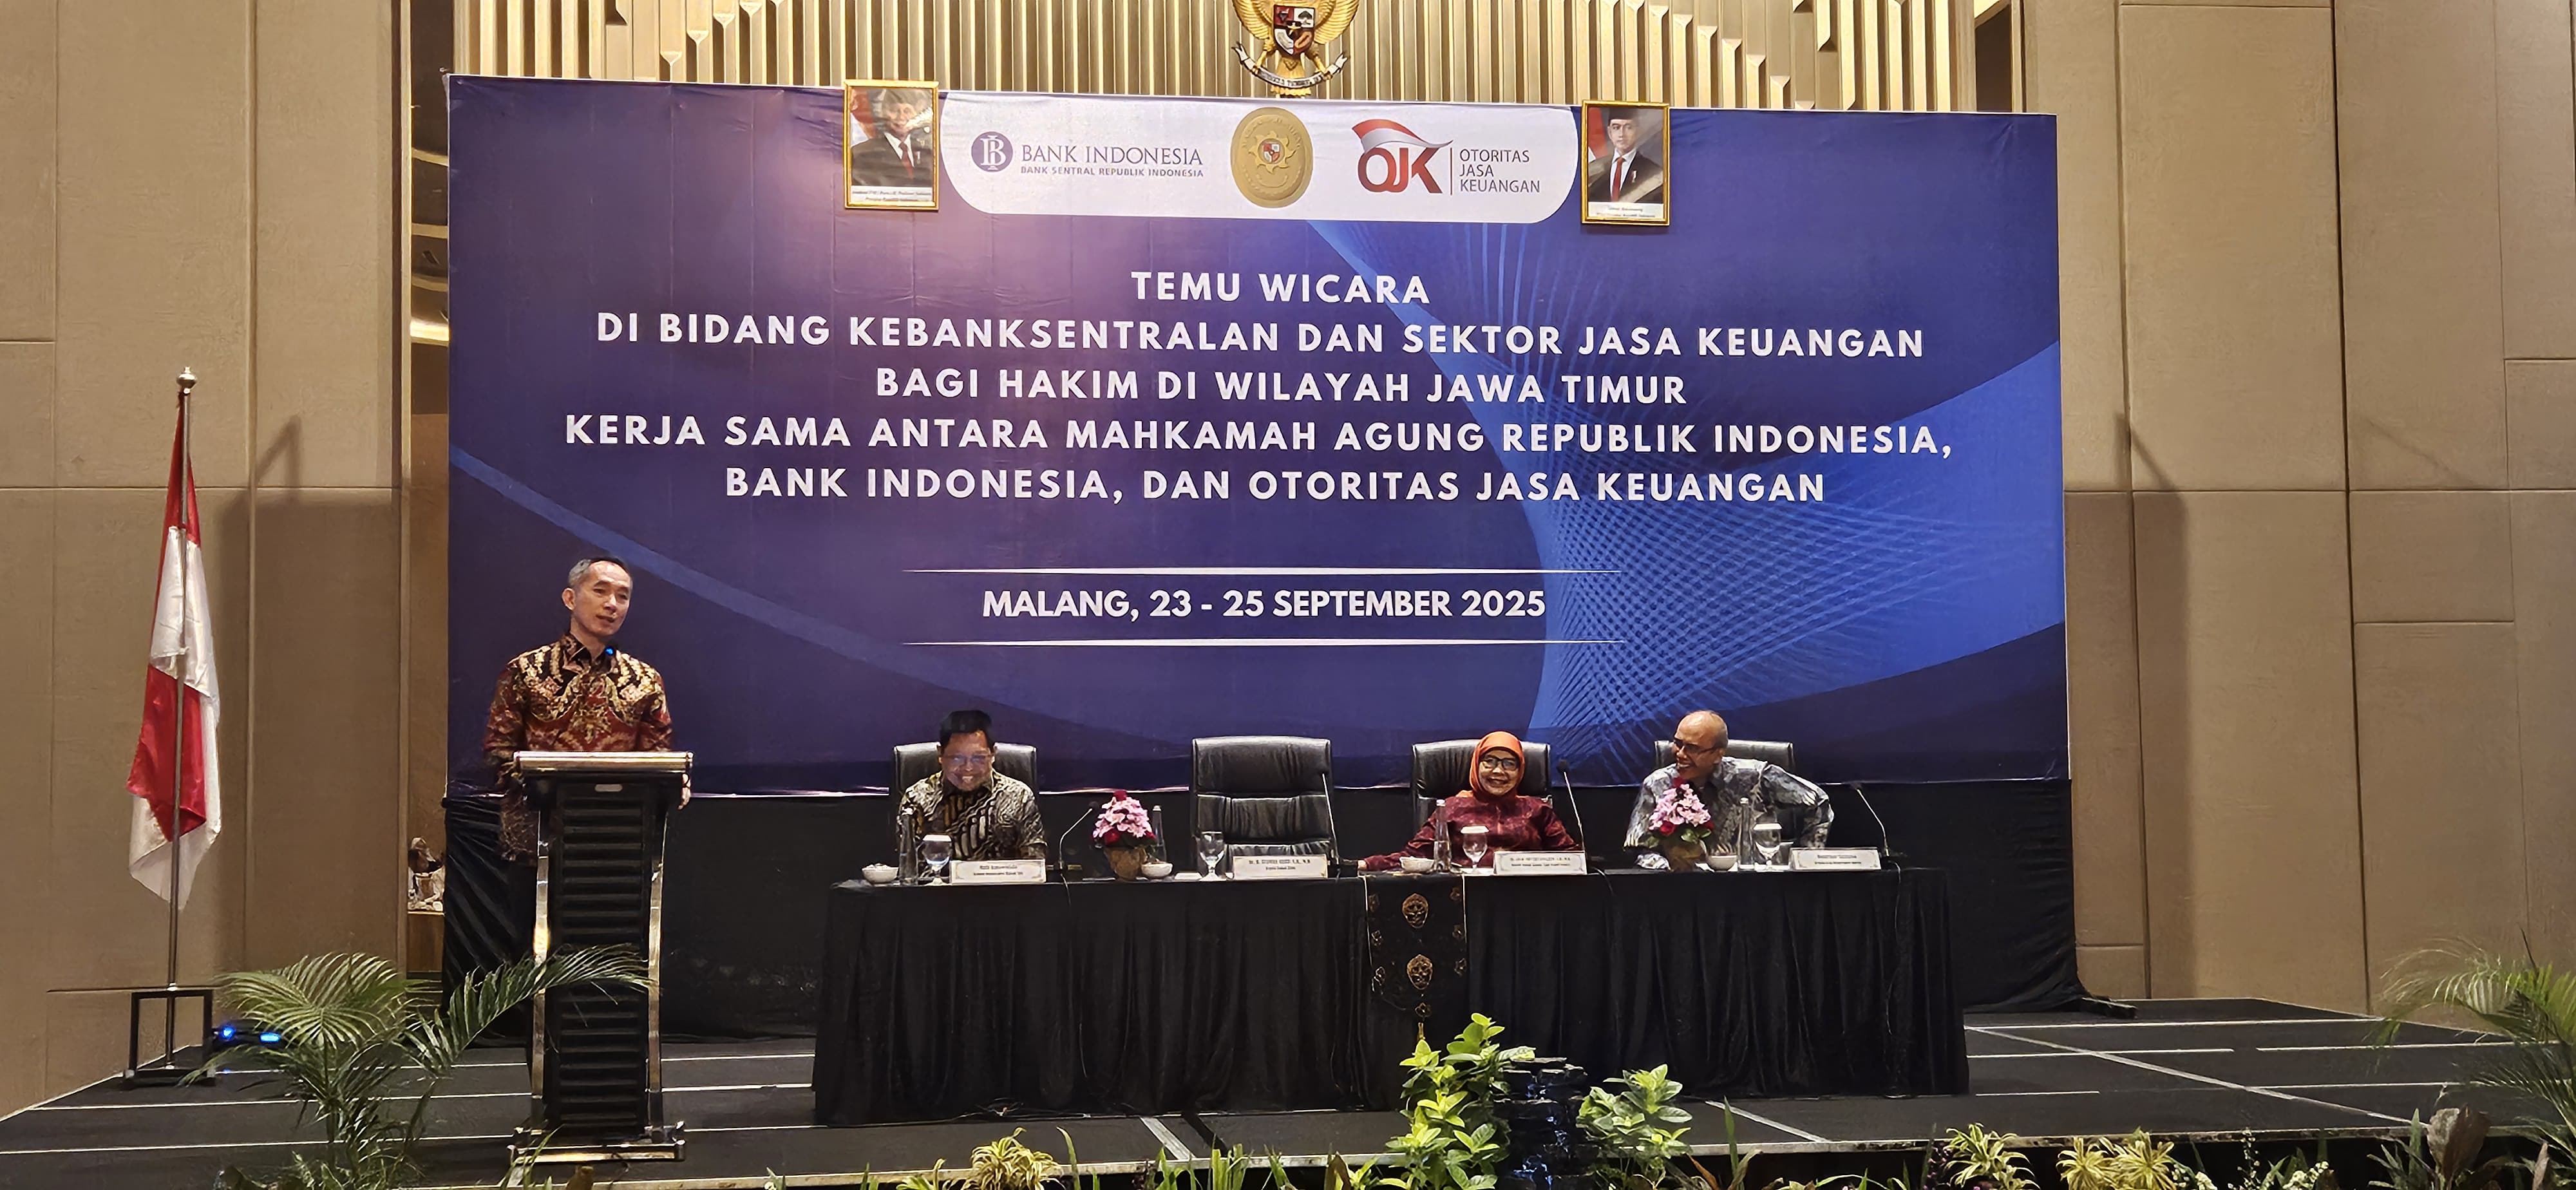 BANK INDONESIA
BANK SENTRAL REPUBLIK INDONESIA
OJK
OTORITAS
JASA
KEUANGAN
TEMU WICARA
DI BIDANG KEBANKSENTRALAN DAN SEKTOR JASA KEUANGAN
BAGI HAKIM DI WILAYAH JAWA TIMUR
KERJA SAMA ANTARA MAHKAMAH AGUNG REPUBLIK INDONESIA,
BANK INDONESIA, DAN OTORITAS JASA KEUANGAN
MALANG, 23 - 25 SEPTEMBER 2025